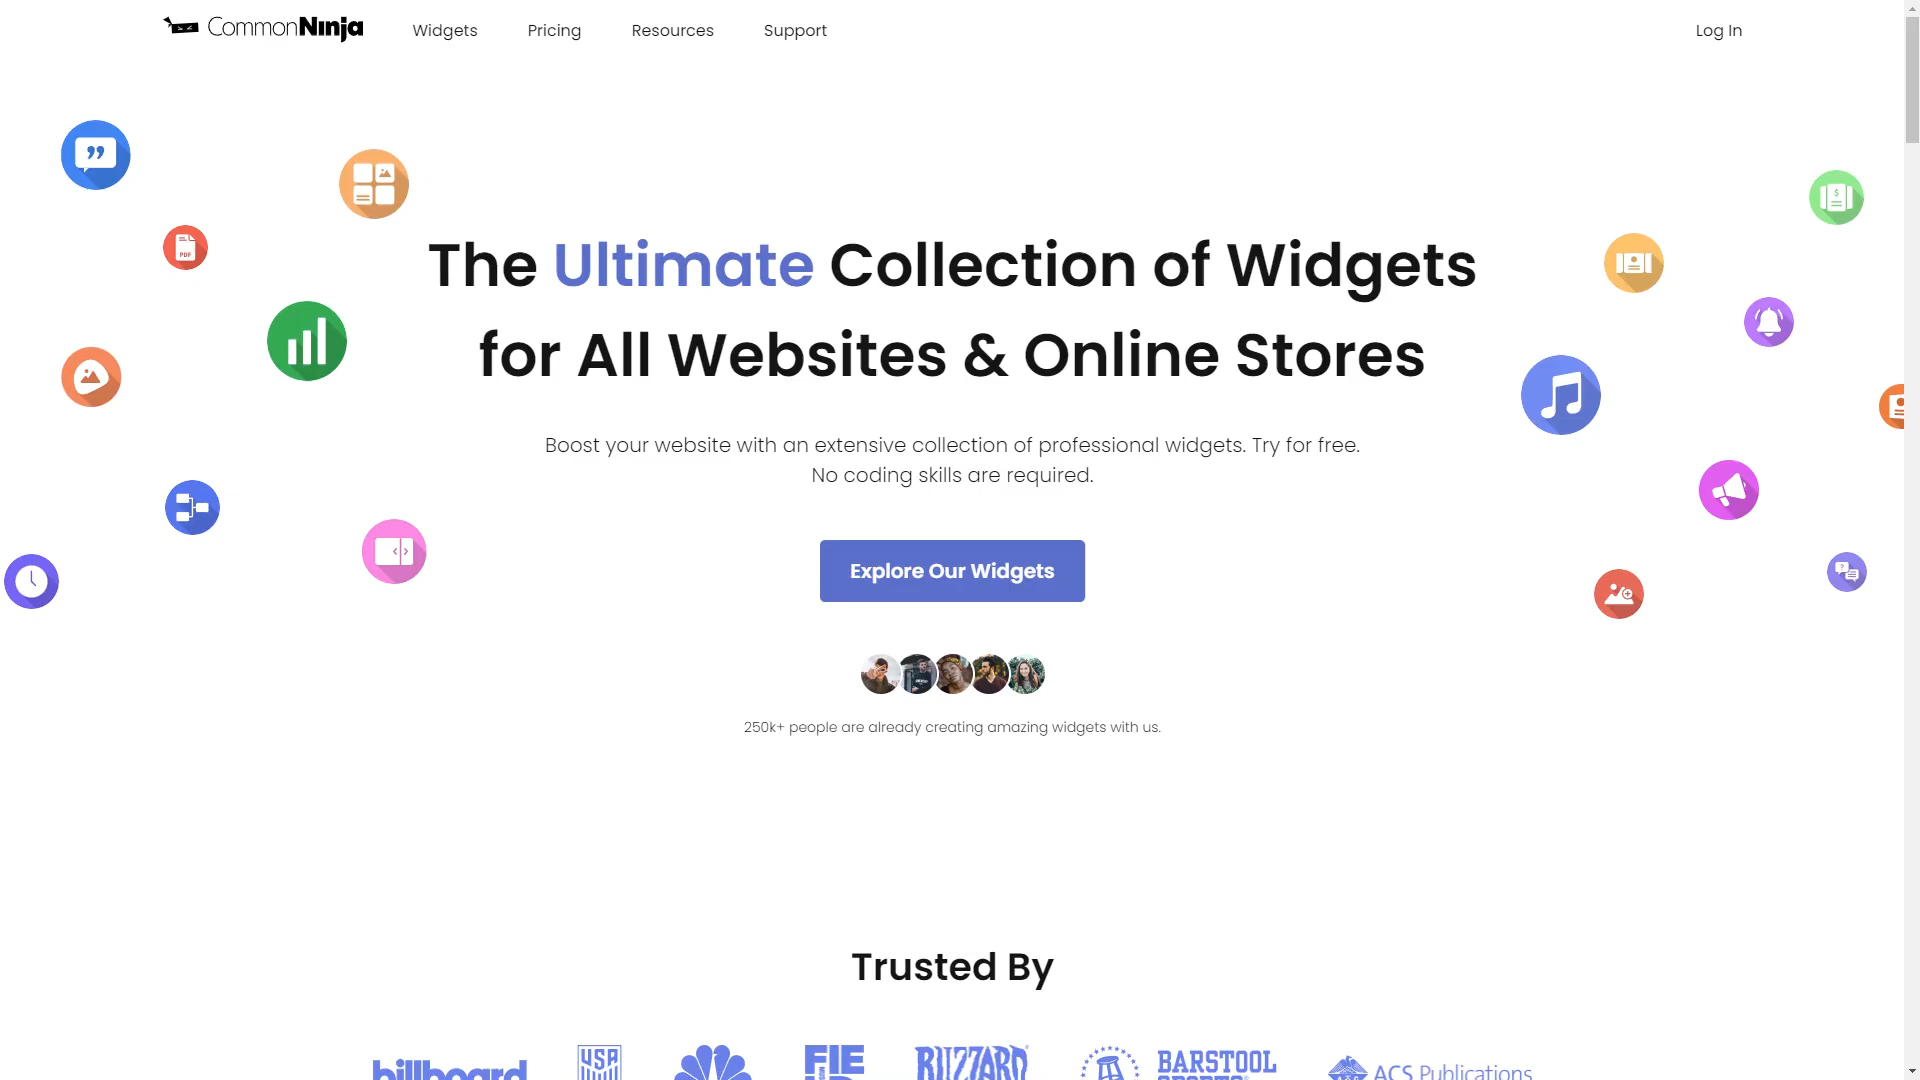 CommonNinja
Widgets
Pricing
Resources
Support
Log In
PDF
The Ultimate Collection of Widgets
for All Websites & Online Stores
Boost your website with an extensive collection of professional widgets. Try for free.
No coding skills are required.
Explore Our Widgets
250k+ people are already creating amazing widgets with us.
Trusted By
billboard
USA
BLIZZARD
BARSTOOL
SPORTS
ACS Publications